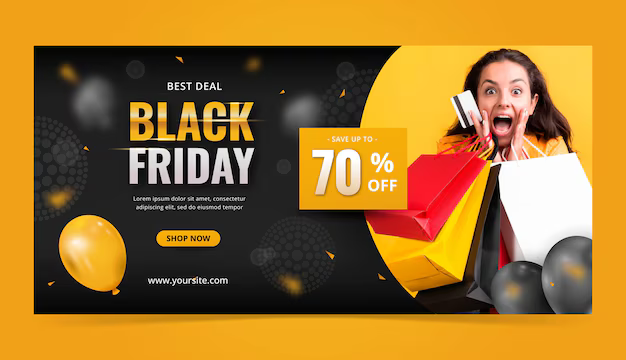 BEST DEAL
BLACK
FRIDAY
Lorem ipsum dolor sit amet, consectetur
adipiscing elit, sed do eiusmod tempor
SHOP NOW
www.yoursite.com
- SAVE UP TO -
70 %
OFF